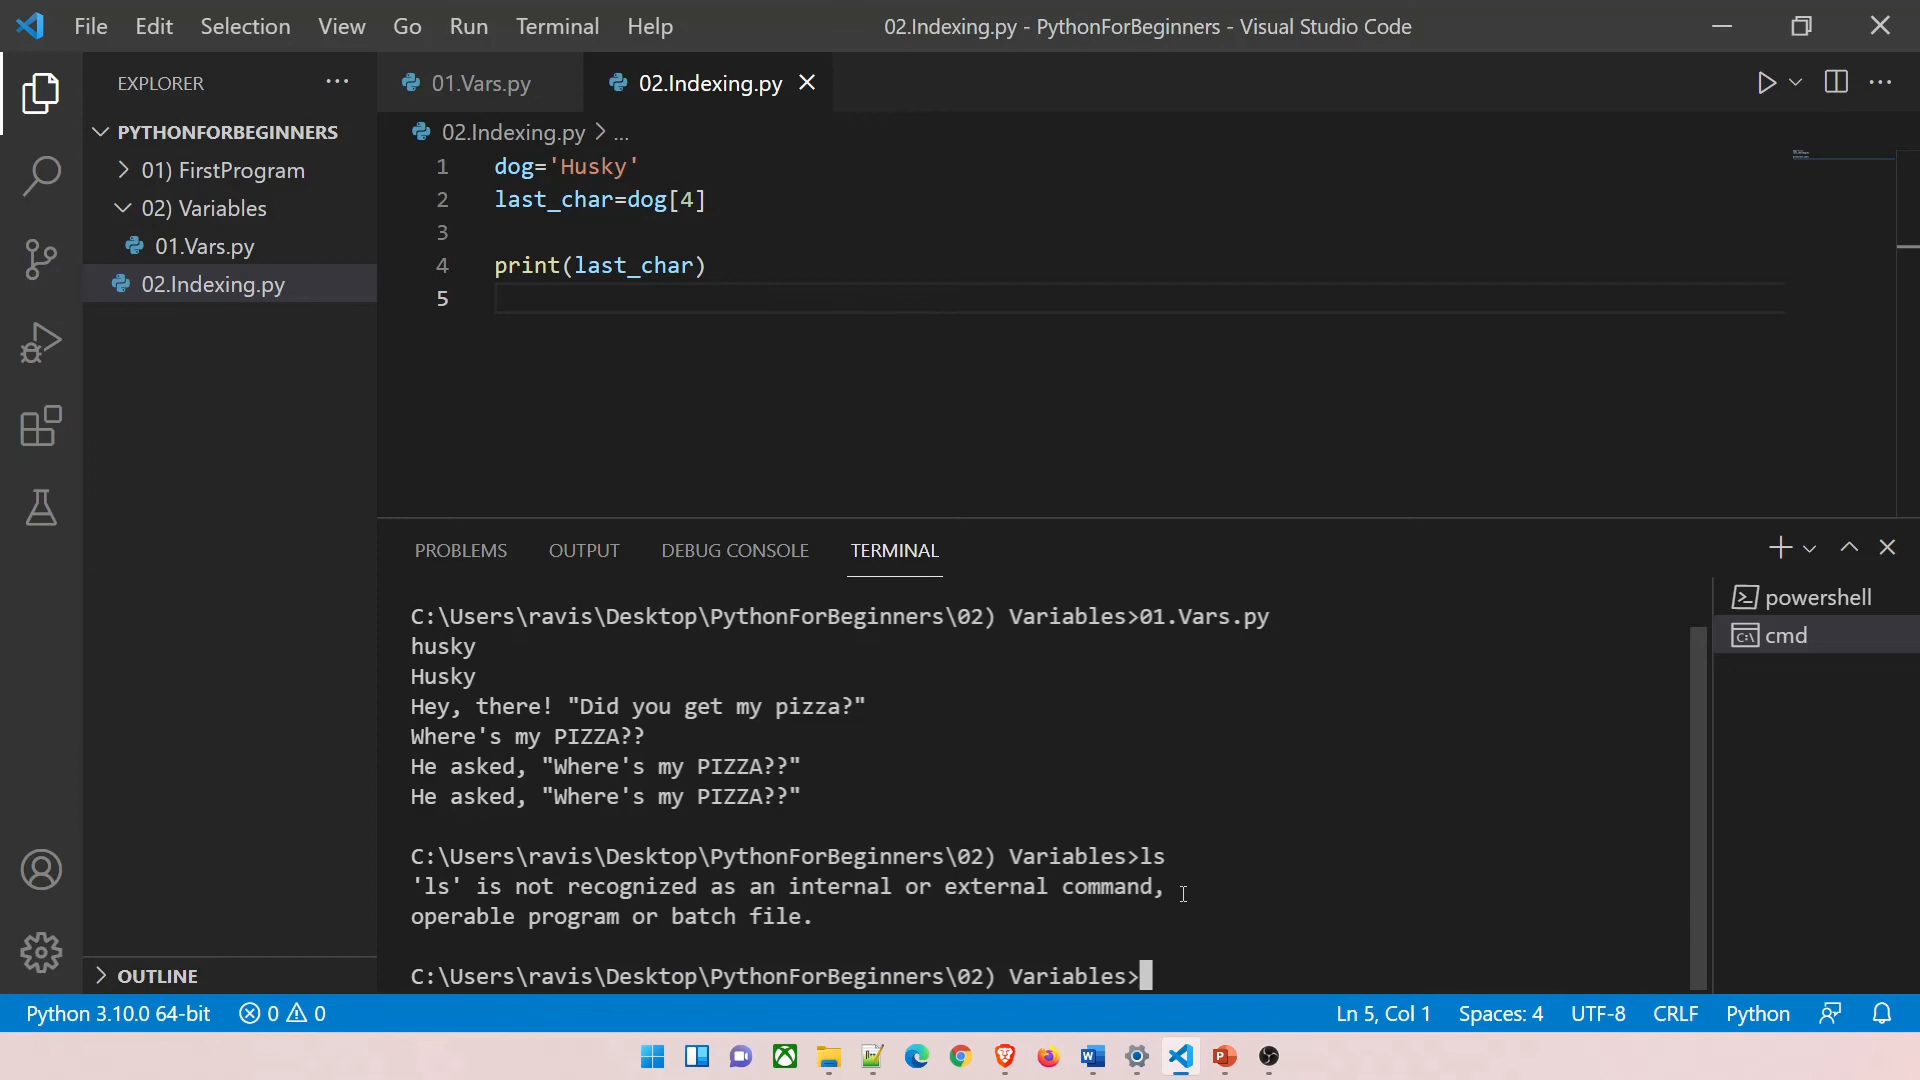 File Edit Selection View Go Run Terminal Help
02.Indexing.py - PythonForBeginners - Visual Studio Code
EXPLORER
PYTHONFORBEGINNERS
01) FirstProgram
02) Variables
01.Vars.py
02.Indexing.py
OUTLINE
01.Vars.py
02.Indexing.py
02.Indexing.py > ...
1 dog='Husky'
2 last_char=dog[4]
3
4 print(last_char)
5
PROBLEMS OUTPUT DEBUG CONSOLE TERMINAL
C:\Users\ravis\Desktop\PythonForBeginners\02) Variables>01.Vars.py
husky
Husky
Hey, there! "Did you get my pizza?"
Where's my PIZZA??
He asked, "Where's my PIZZA??"
He asked, "Where's my PIZZA??"
C:\Users\ravis\Desktop\PythonForBeginners\02) Variables>ls
'ls' is not recognized as an internal or external command,
operable program or batch file.
C:\Users\ravis\Desktop\PythonForBeginners\02) Variables>
powershell
cmd
Python 3.10.0 64-bit 0 0 Ln 5, Col 1 Spaces: 4 UTF-8 CRLF Python